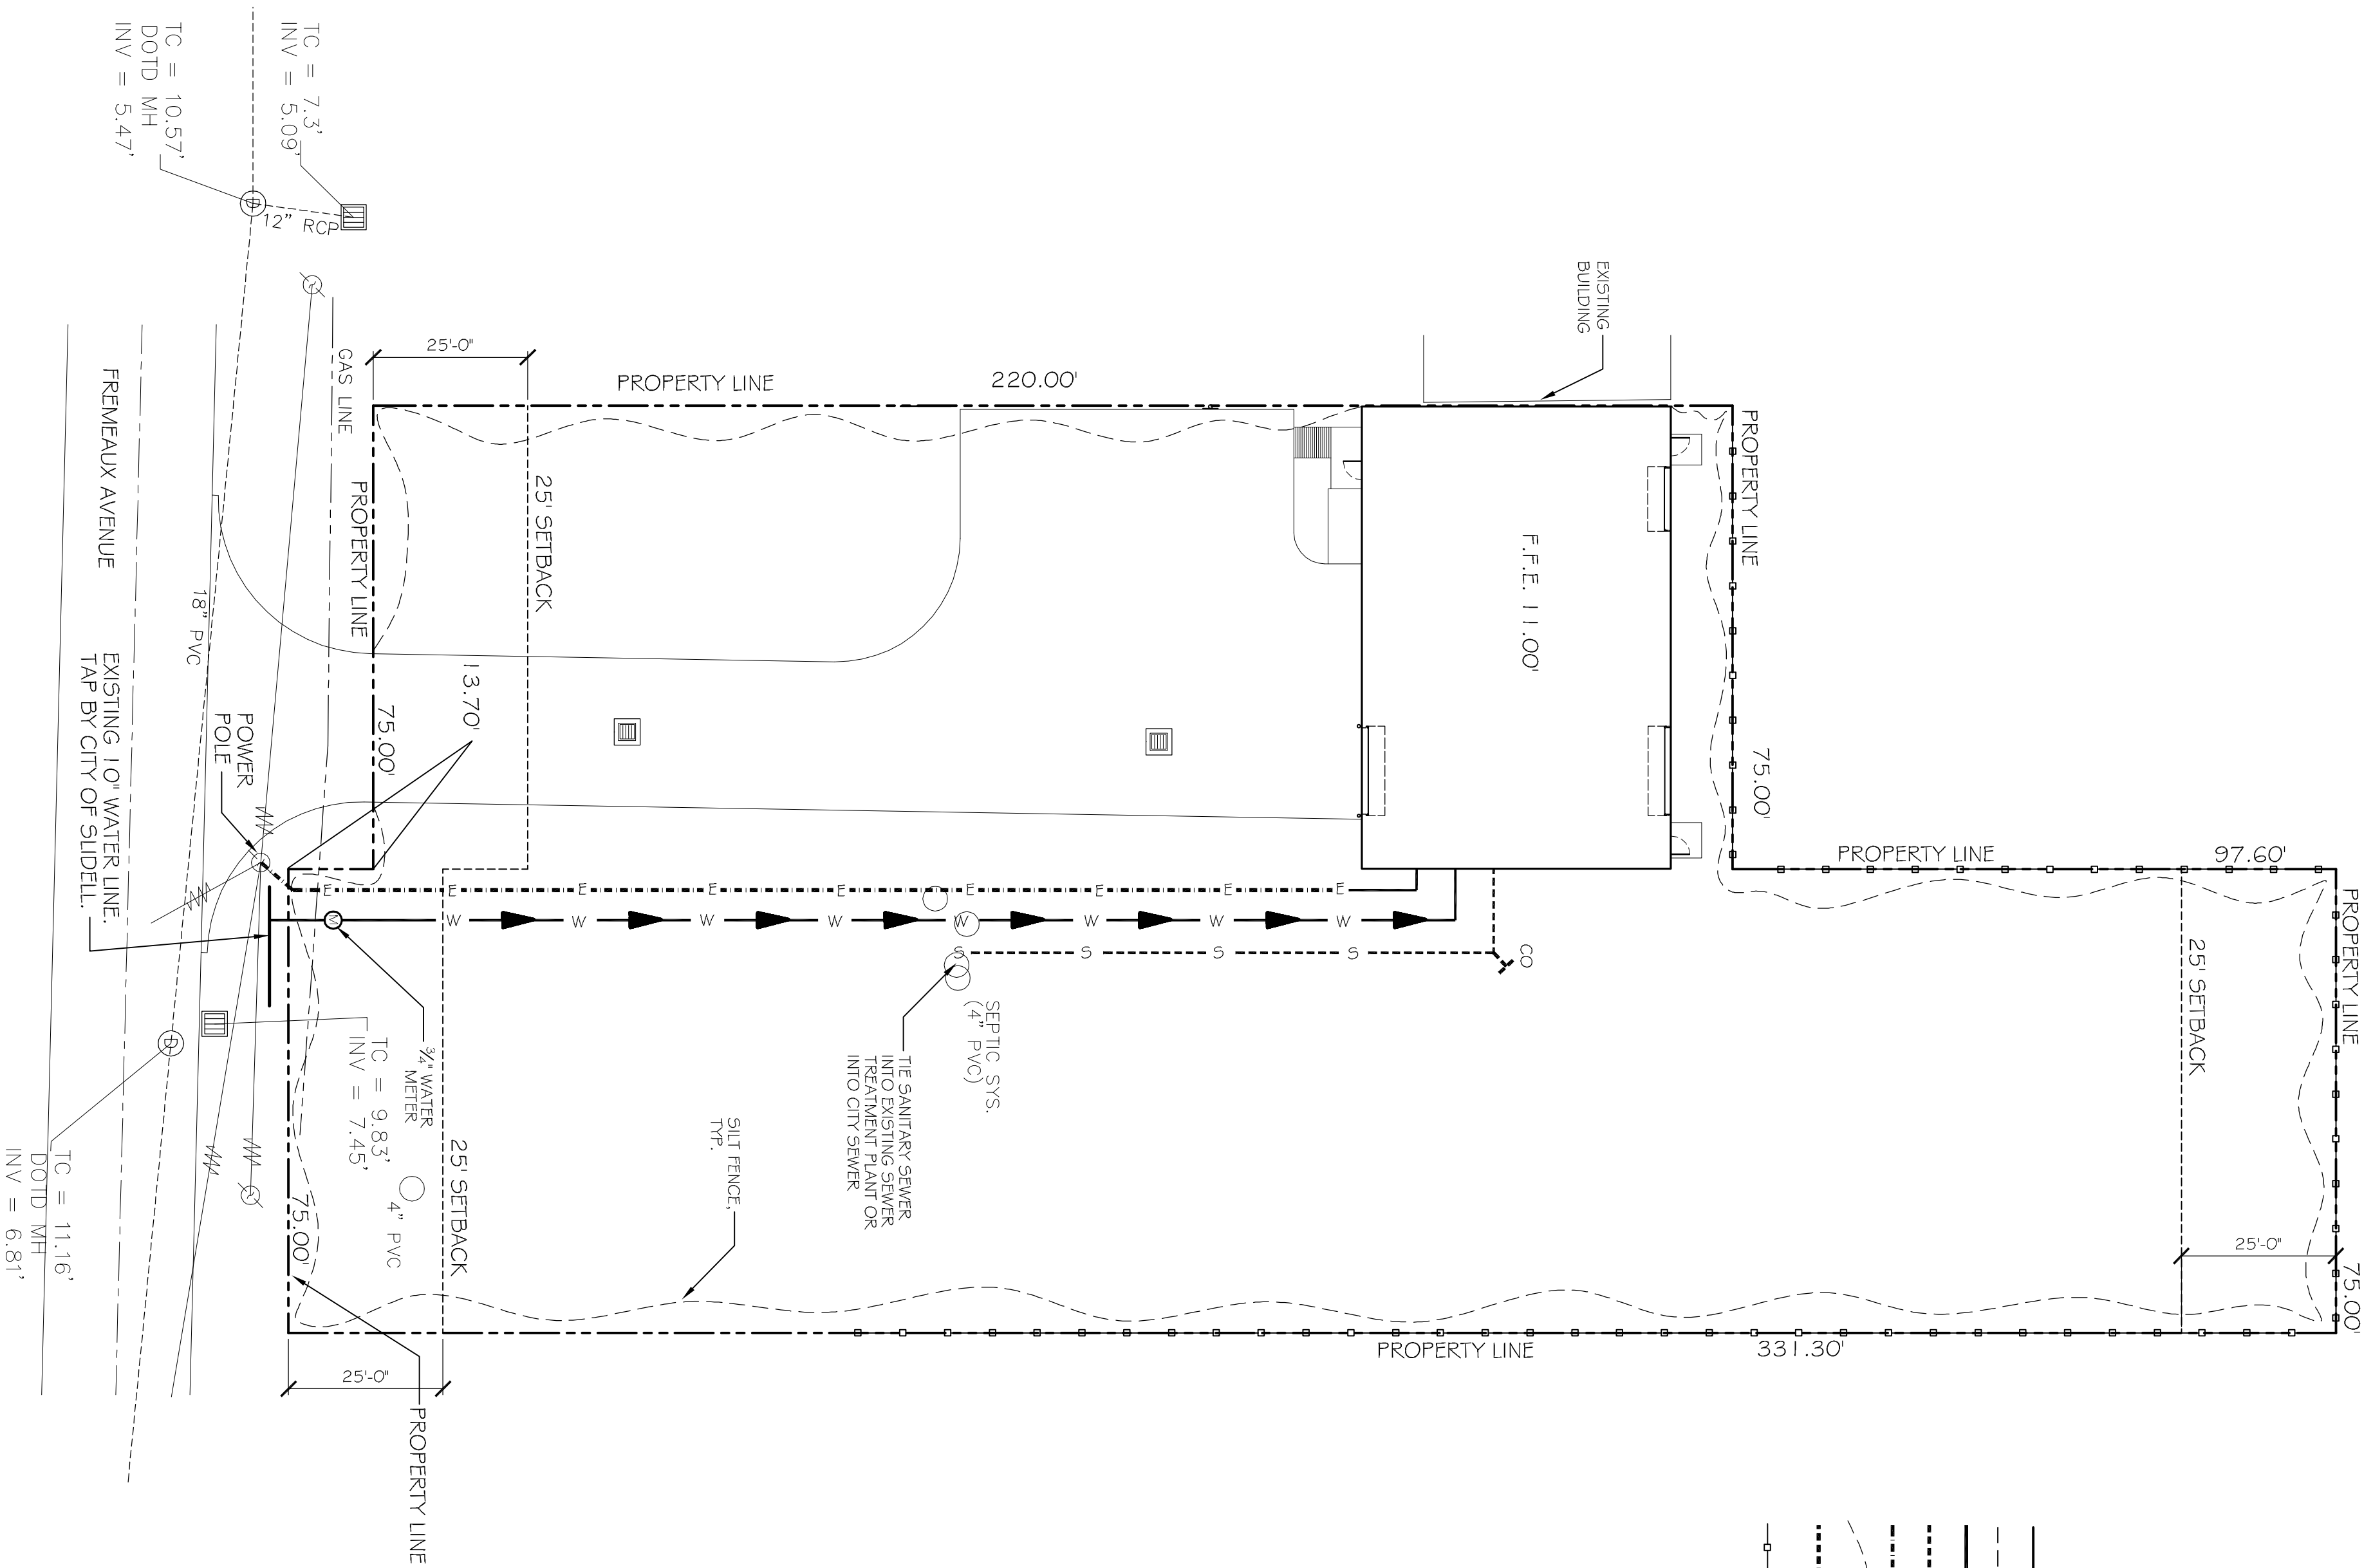 TC = 7.3'
INV = 5.09'
TC = 10.57'
DOTD MH
INV = 5.47'
D
12" RCP
EXISTING
BUILDING
25'-0"
PROPERTY LINE
220.00'
GAS LINE
PROPERTY LINE
25' SETBACK
FREMEAUX AVENUE
18" PVC
F.F.E. 11.00'
PROPERTY LINE
75.00'
13.70'
75.00'
POWER
POLE
EXISTING 10" WATER LINE.
TAP BY CITY OF SLIDELL.
PROPERTY LINE
97.60'
PROPERTY LINE
E E E E E E E E E
M W W W W W W W W
S S S S
CO
25' SETBACK
D
SEPTIC SYS.
(4" PVC)
TIE SANITARY SEWER
INTO EXISTING SEWER
TREATMENT PLANT OR
INTO CITY SEWER
3/4" WATER
METER
TC = 9.83'
INV = 7.45'
SILT FENCE,
TYP.
25' SETBACK
4" PVC
75.00'
TC = 11.16'
DOTD MH
INV = 6.81'
25'-0"
75.00'
PROPERTY LINE
331.30'
25'-0"
PROPERTY LINE